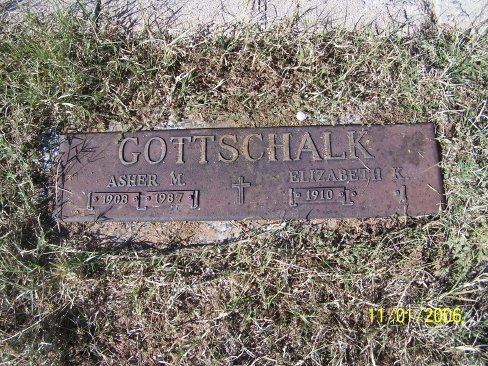 GOTTSCHALK
ASHER M. ELIZABETH K.
1908 1987 1910
11/01/2006